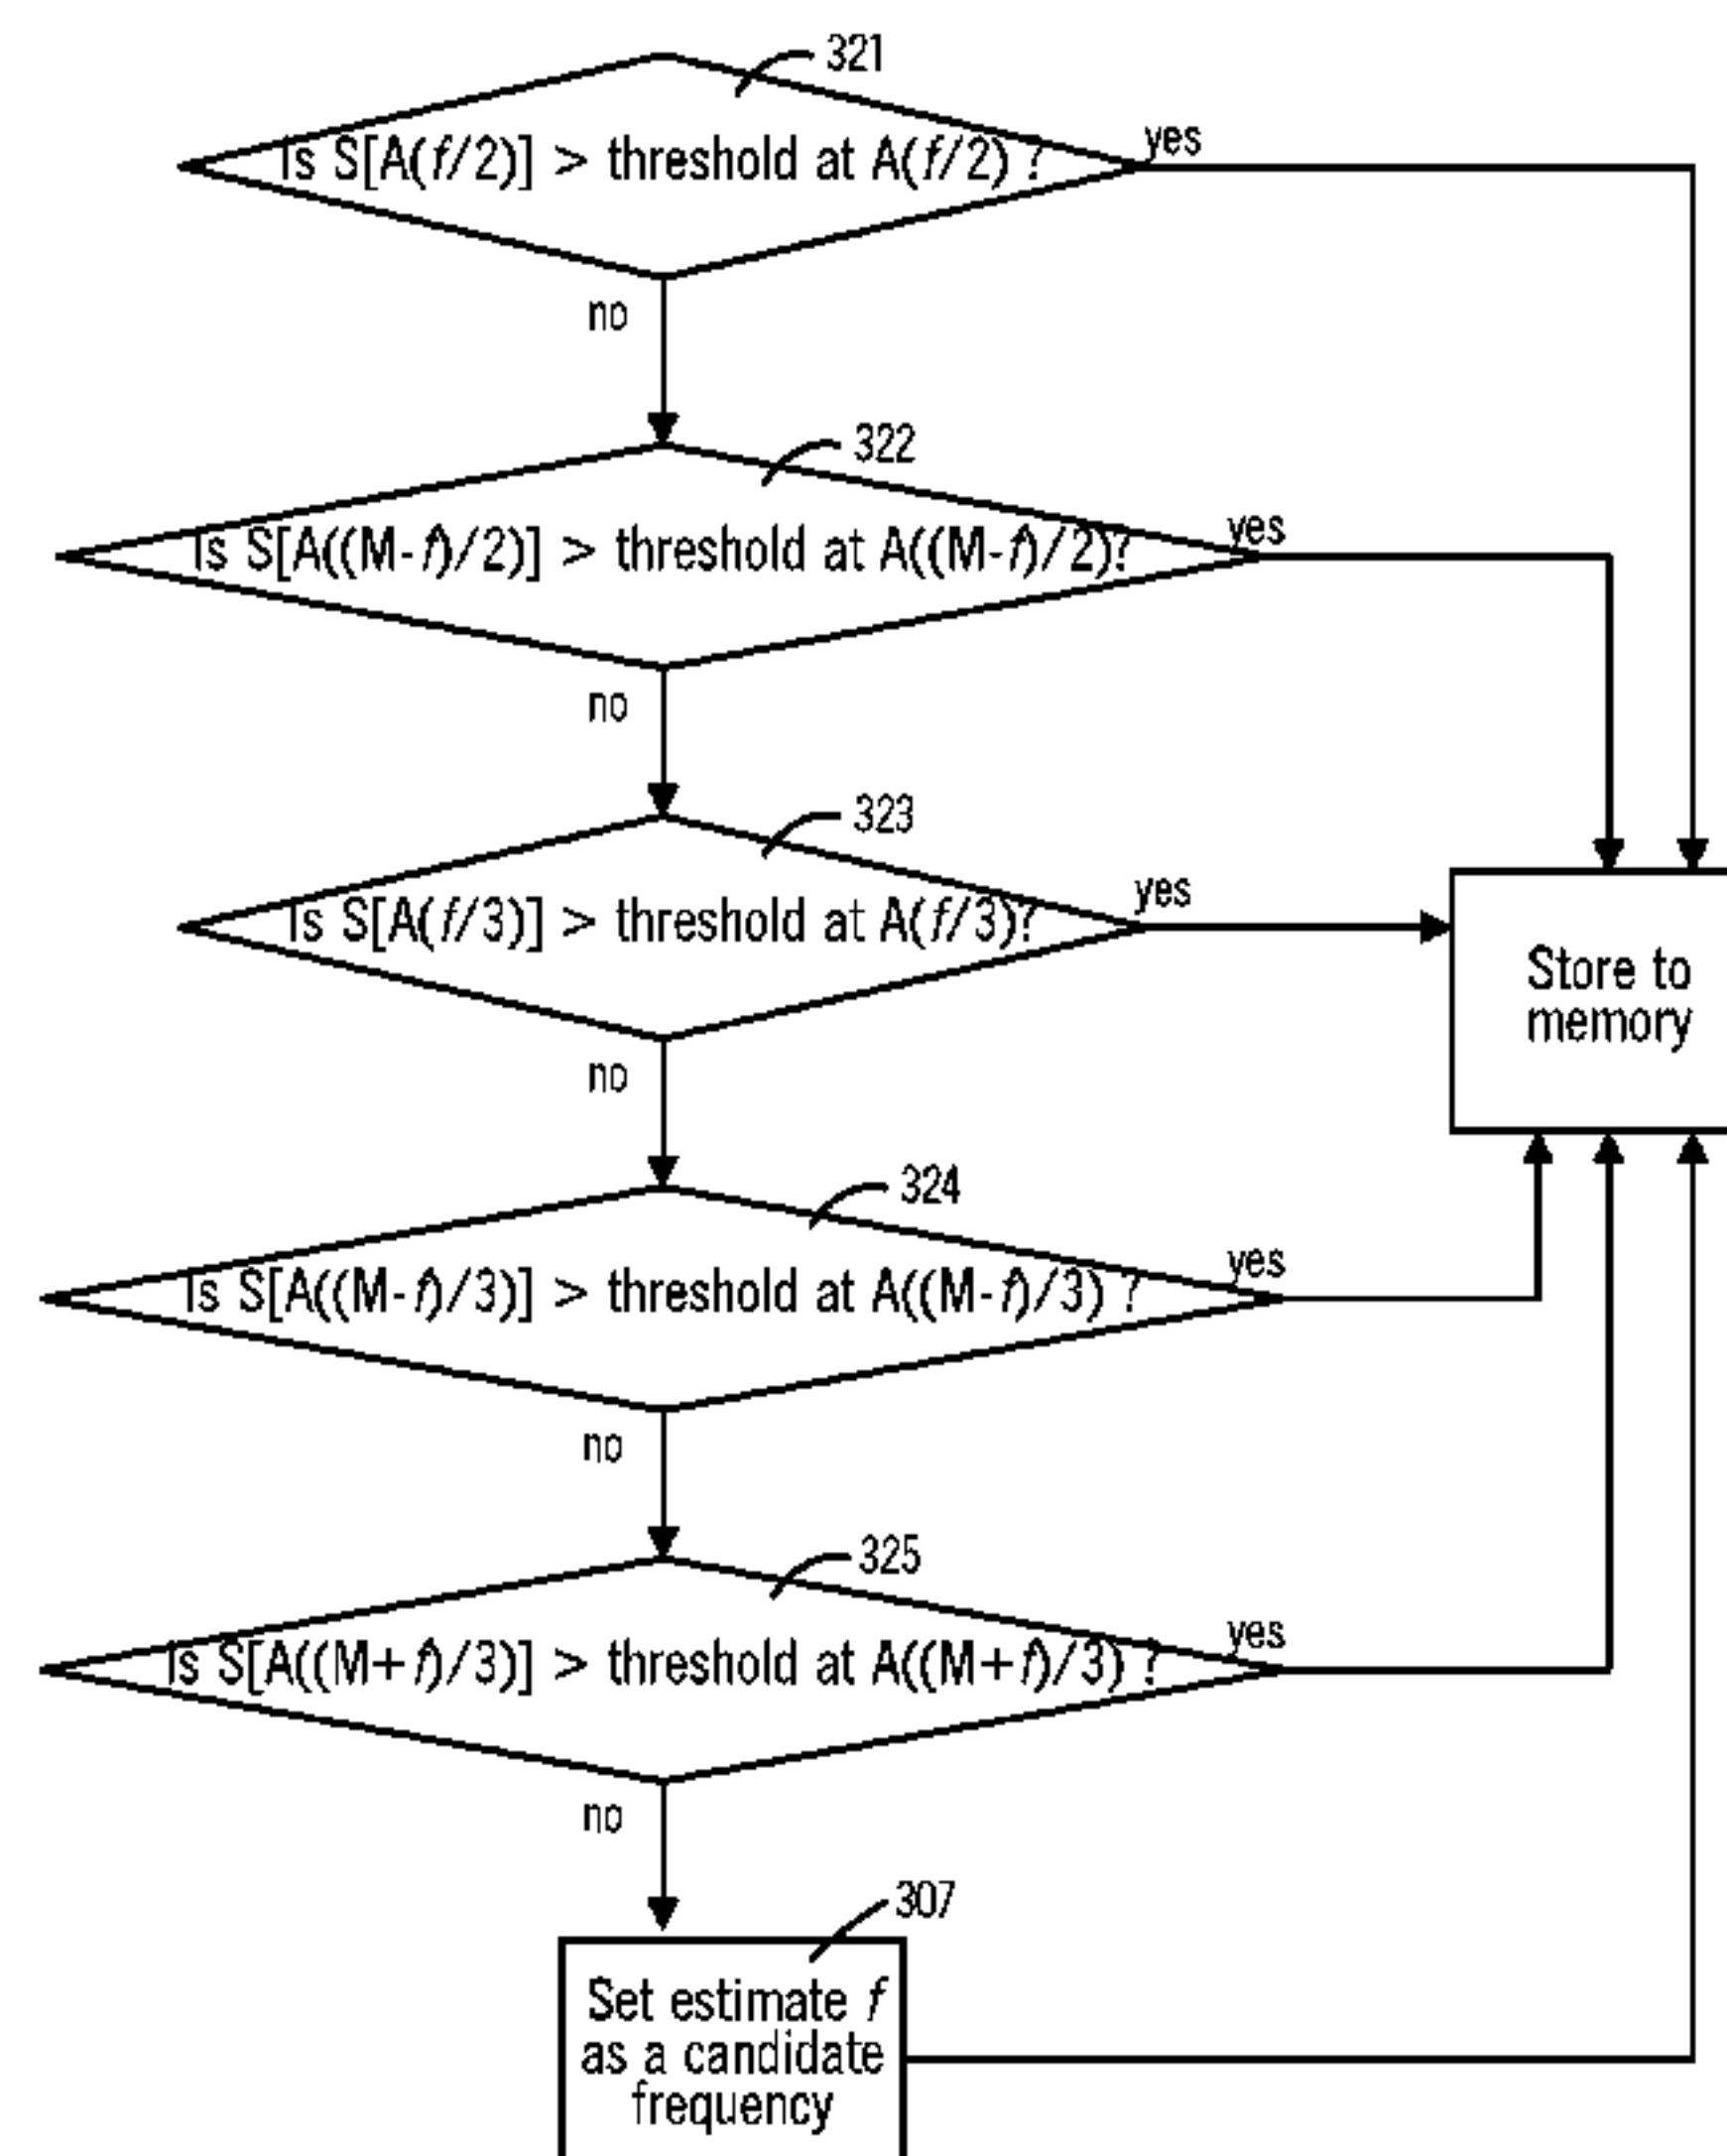 321
Is S[A(f/2)] > threshold at A(f/2) ?
yes
no
322
Is S[A((M-f)/2)] > threshold at A((M-f)/2)?
yes
no
323
Is S[A(f/3)] > threshold at A(f/3)?
yes
Store to
memory
no
324
Is S[A((M-f)/3)] > threshold at A((M-f)/3) ?
yes
no
325
Is S[A((M+f)/3)] > threshold at A((M+f)/3) ?
yes
no
307
Set estimate f
as a candidate
frequency